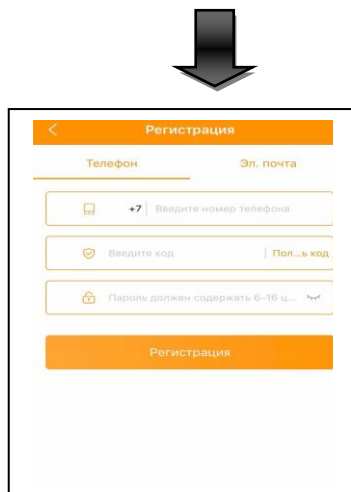 Регистрация
Телефон Эл. почта
+7 Введите номер телефона
Введите код Пол...ь код
Пароль должен содержать 6-16 ц...
Регистрация